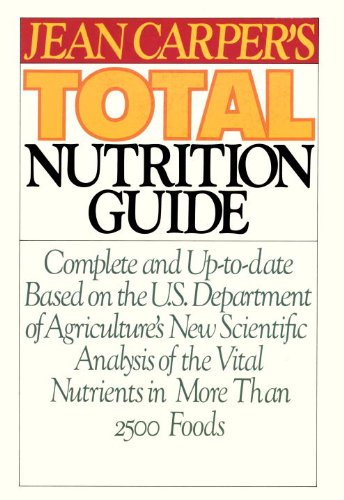 JEAN CARPER'S
TOTAL
NUTRITION
GUIDE
Complete and Up-to-date
Based on the U.S. Department
of Agriculture's New Scientific
Analysis of the Vital
Nutrients in More Than
2500 Foods